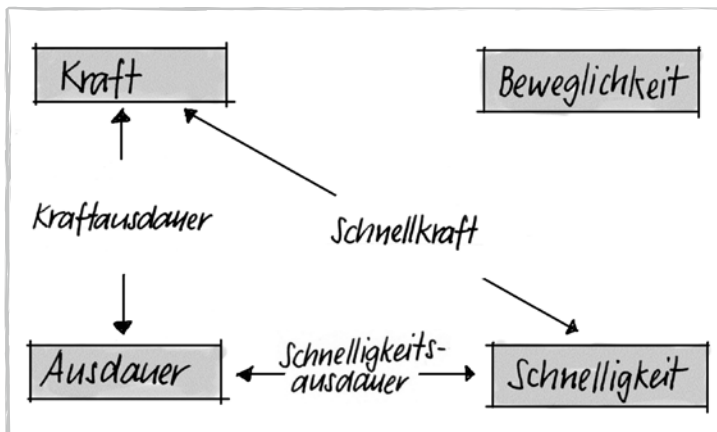 Kraft
Beweglichkeit
Kraftausdauer
Schnellkraft
Schnelligkeits-
ausdauer
Ausdauer
Schnelligkeit